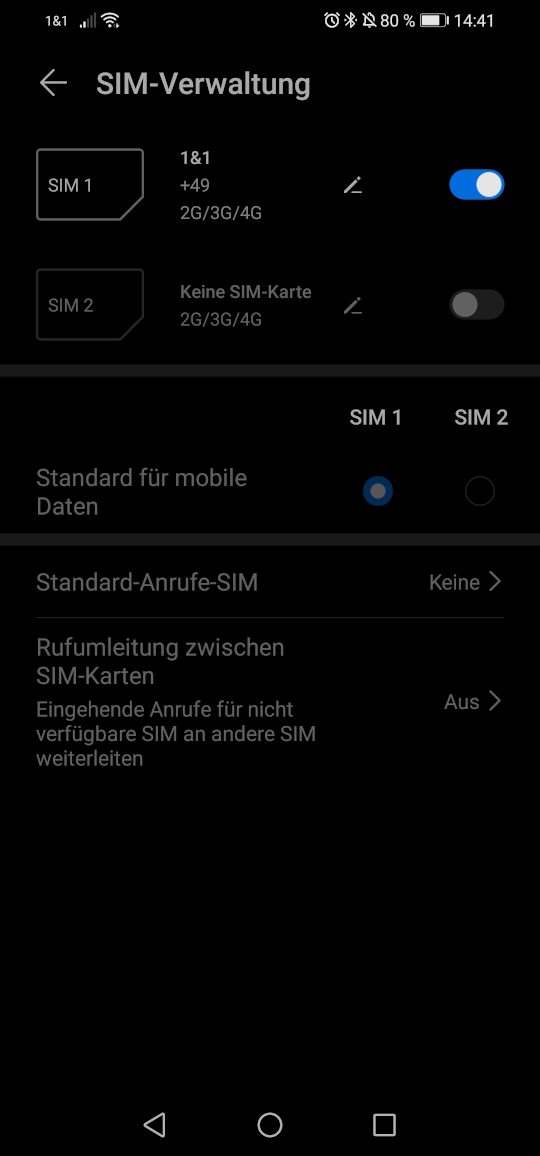 1&1 80 % 14:41
SIM-Verwaltung
1&1
SIM 1 +49
2G/3G/4G
Keine SIM-Karte
SIM 2
2G/3G/4G
SIM 1 SIM 2
Standard für mobile
Daten
Standard-Anrufe-SIM Keine
Rufumleitung zwischen
SIM-Karten
Eingehende Anrufe für nicht
verfügbare SIM an andere SIM
weiterleiten
Aus